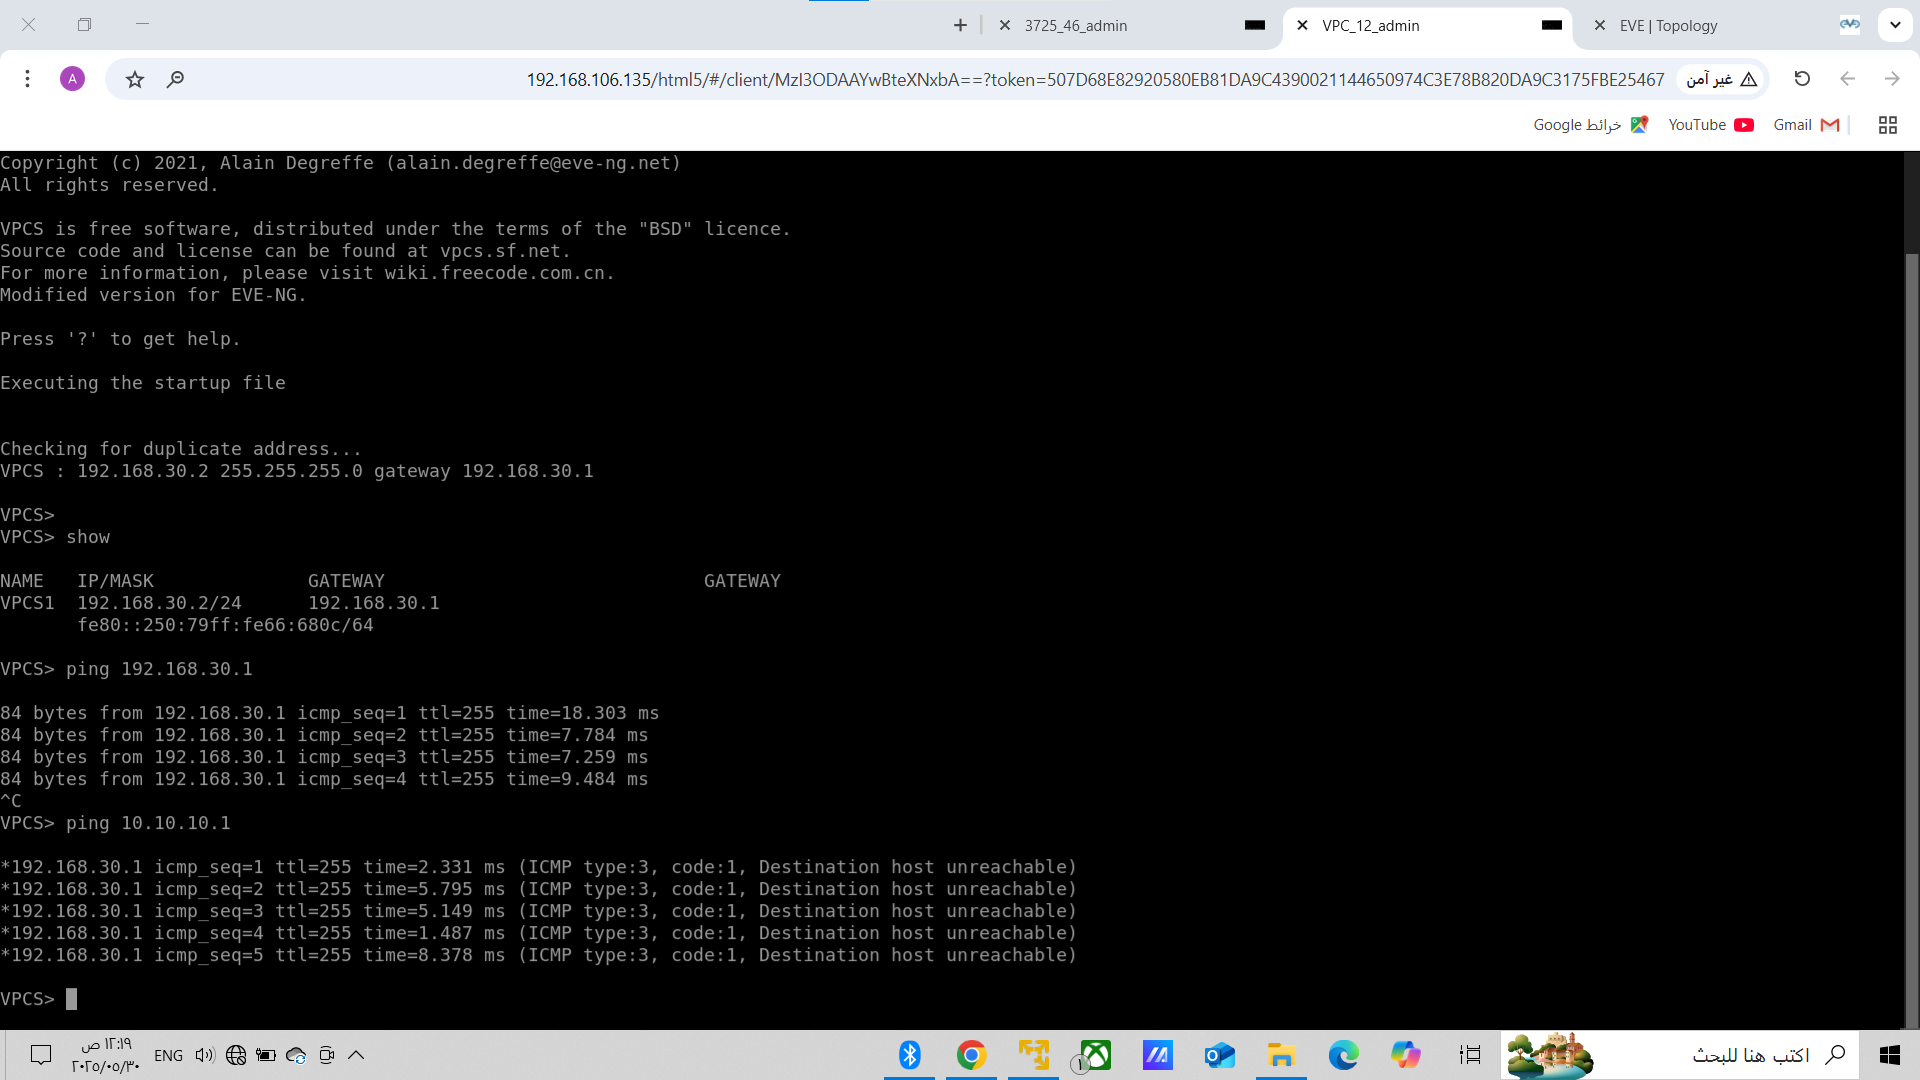 3725_46_admin
VPC_12_admin
EVE | Topology
A
192.168.106.135/html5/#/client/MzI3ODAAYwBteXNxbA==?token=507D68E82920580EB81DA9C4390021144650974C3E78B820DA9C3175FBE25467
غير آمن
خرائط Google
YouTube
Gmail
Copyright (c) 2021, Alain Degreffe (alain.degreffe@eve-ng.net)
All rights reserved.
VPCS is free software, distributed under the terms of the "BSD" licence.
Source code and license can be found at vpcs.sf.net.
For more information, please visit wiki.freecode.com.cn.
Modified version for EVE-NG.
Press '?' to get help.
Executing the startup file
Checking for duplicate address...
VPCS : 192.168.30.2 255.255.255.0 gateway 192.168.30.1
VPCS>
VPCS> show
NAME   IP/MASK              GATEWAY                             GATEWAY
VPCS1  192.168.30.2/24      192.168.30.1
fe80::250:79ff:fe66:680c/64
VPCS> ping 192.168.30.1
84 bytes from 192.168.30.1 icmp_seq=1 ttl=255 time=18.303 ms
84 bytes from 192.168.30.1 icmp_seq=2 ttl=255 time=7.784 ms
84 bytes from 192.168.30.1 icmp_seq=3 ttl=255 time=7.259 ms
84 bytes from 192.168.30.1 icmp_seq=4 ttl=255 time=9.484 ms
^C
VPCS> ping 10.10.10.1
*192.168.30.1 icmp_seq=1 ttl=255 time=2.331 ms (ICMP type:3, code:1, Destination host unreachable)
*192.168.30.1 icmp_seq=2 ttl=255 time=5.795 ms (ICMP type:3, code:1, Destination host unreachable)
*192.168.30.1 icmp_seq=3 ttl=255 time=5.149 ms (ICMP type:3, code:1, Destination host unreachable)
*192.168.30.1 icmp_seq=4 ttl=255 time=1.487 ms (ICMP type:3, code:1, Destination host unreachable)
*192.168.30.1 icmp_seq=5 ttl=255 time=8.378 ms (ICMP type:3, code:1, Destination host unreachable)
VPCS>
اكتب هنا للبحث
١
ENG
١٢:١٩ ص
٢٠٢٥/٠٥/٣٠